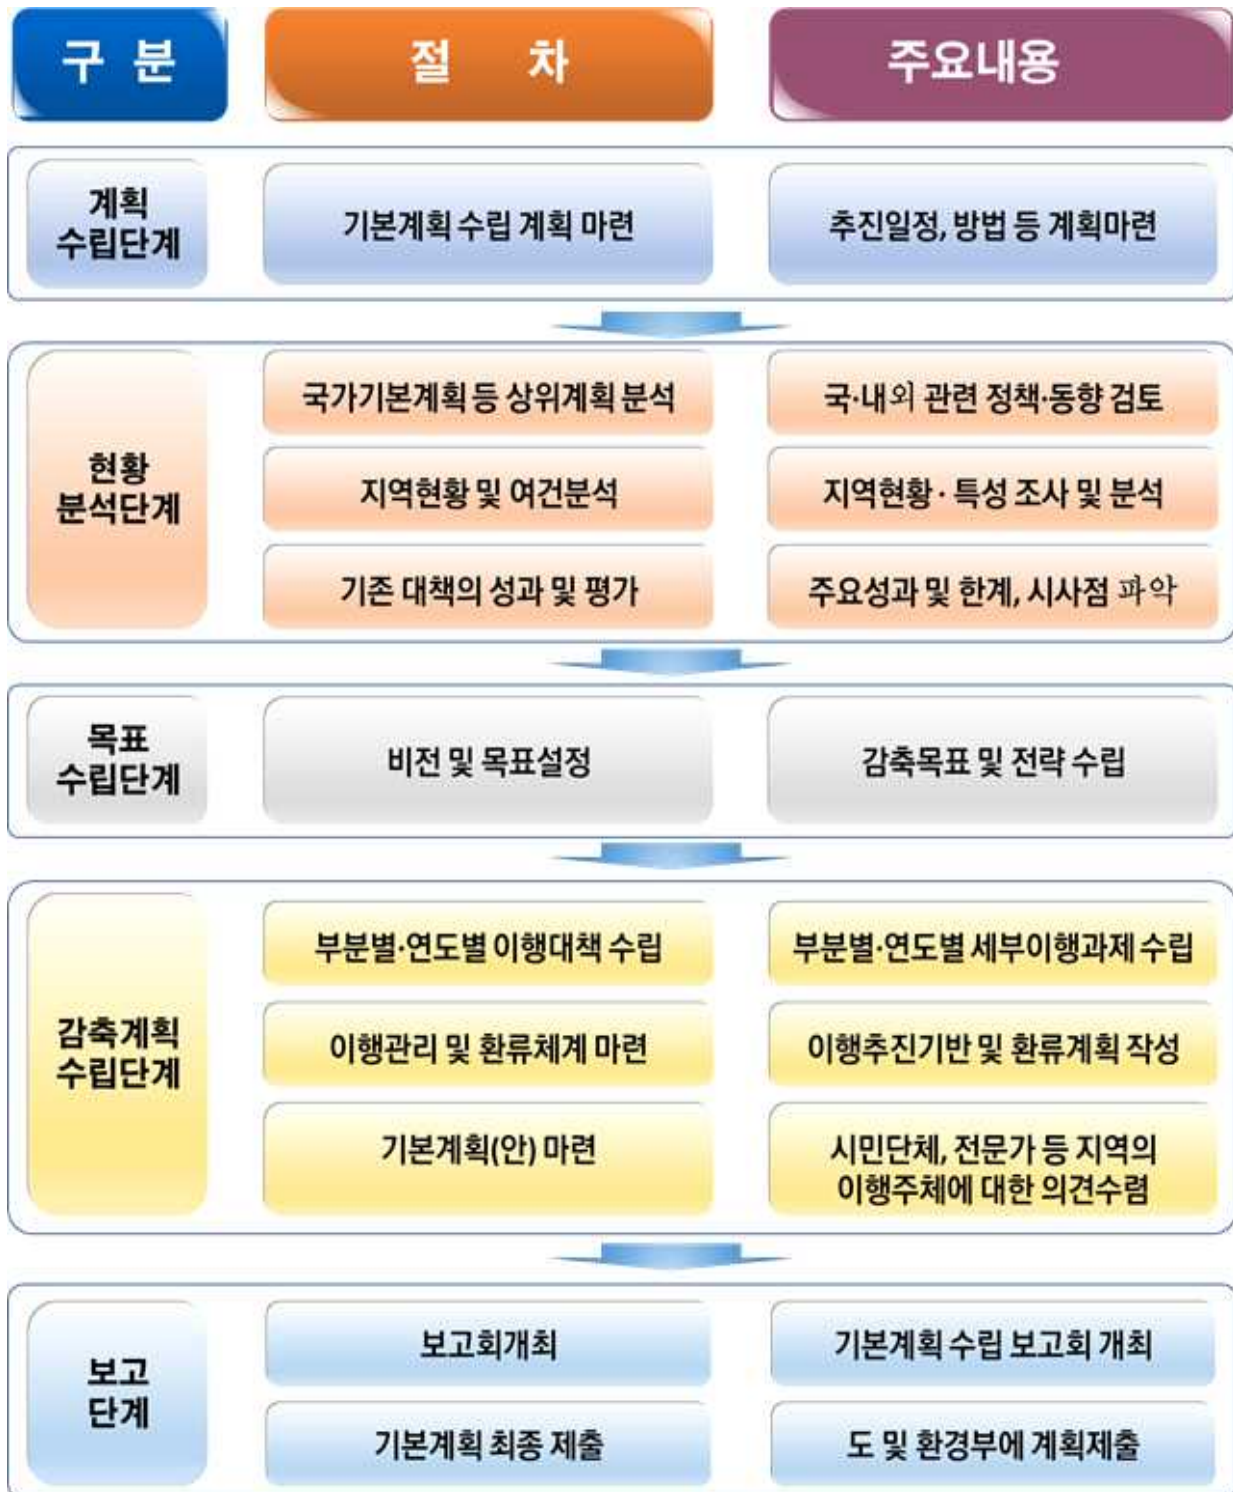 구 분
절 차
주요내용
계획
수립단계
기본계획 수립 계획 마련
추진일정, 방법 등 계획마련
현황
분석단계
국가기본계획 등 상위계획 분석
국·내외 관련 정책·동향 검토
지역현황 및 여건분석
지역현황 · 특성 조사 및 분석
기존 대책의 성과 및 평가
주요성과 및 한계, 시사점 파악
목표
수립단계
비전 및 목표설정
감축목표 및 전략 수립
감축계획
수립단계
부분별·연도별 이행대책 수립
부분별·연도별 세부이행과제 수립
이행관리 및 환류체계 마련
이행추진기반 및 환류계획 작성
기본계획(안) 마련
시민단체, 전문가 등 지역의
이행주체에 대한 의견수렴
보고
단계
보고회개최
기본계획 수립 보고회 개최
기본계획 최종 제출
도 및 환경부에 계획제출